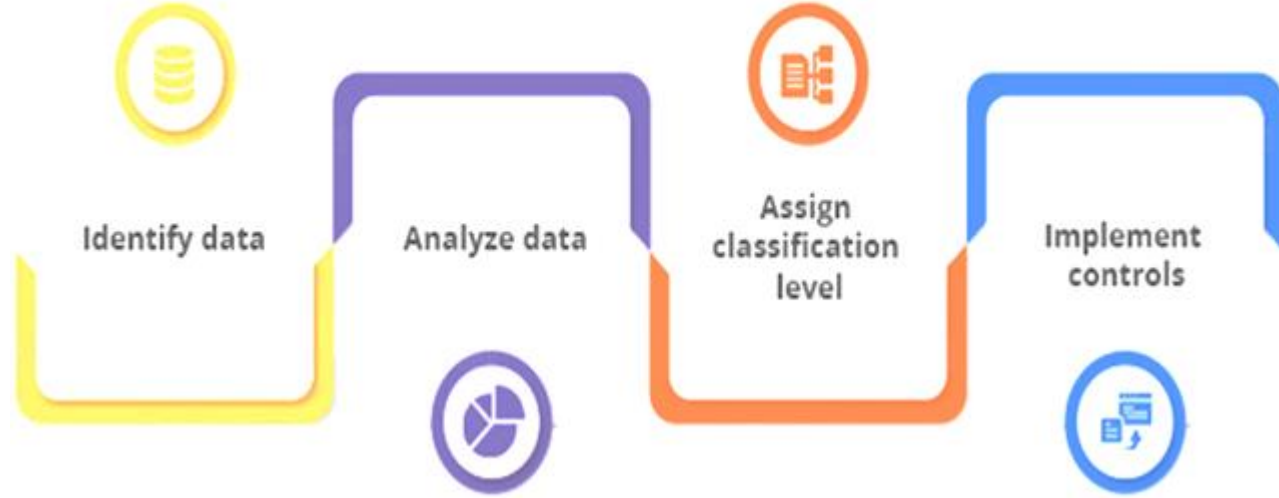 Identify data
Analyze data
Assign
classification
level
Implement
controls